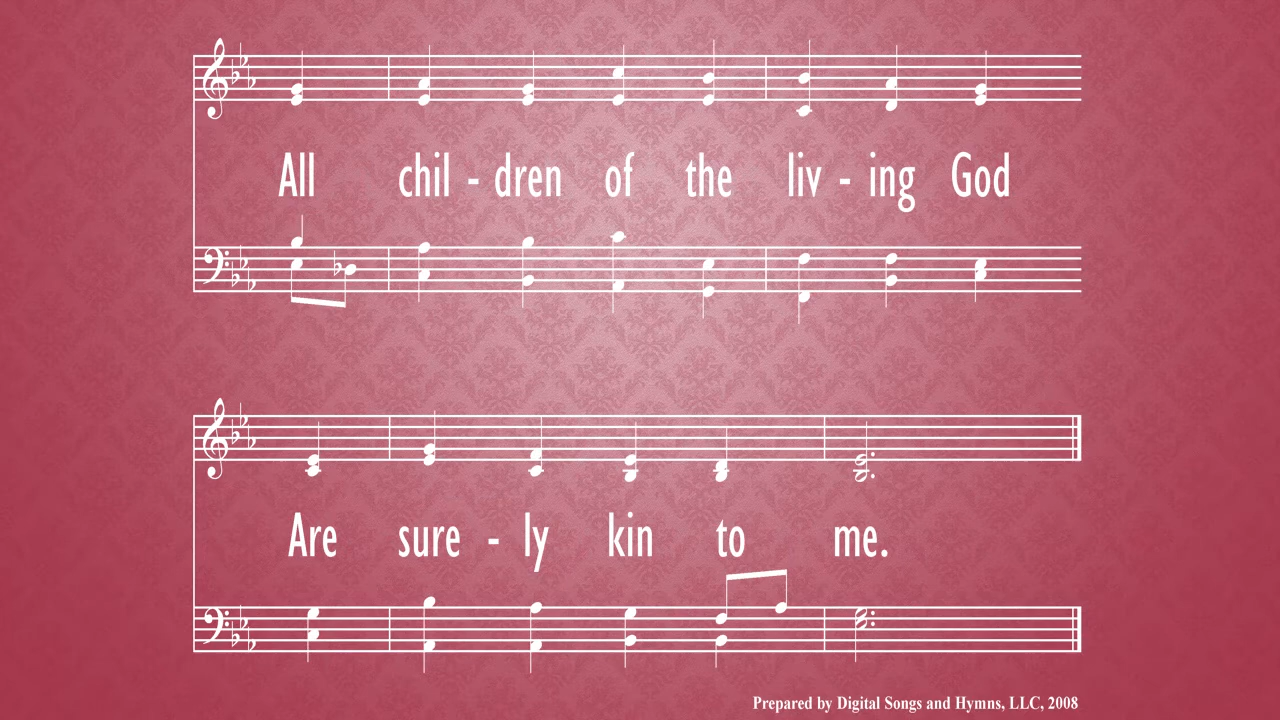 All chil - dren of the liv - ing God
Are sure - ly kin to me.
Prepared by Digital Songs and Hymns, LLC, 2008